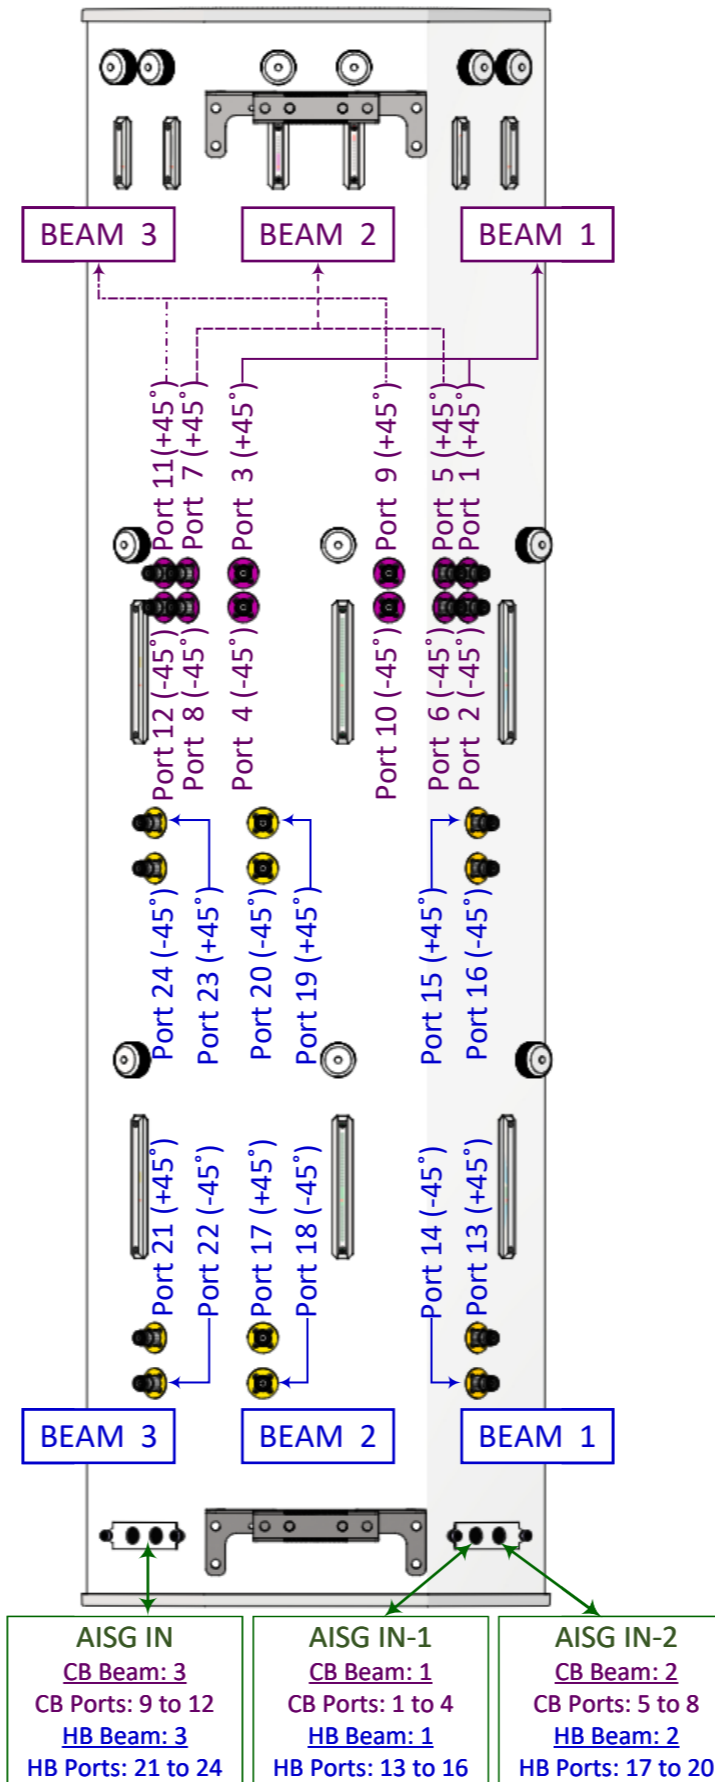 BEAM 3
BEAM 2
BEAM 1
Port 11 (+45°)
Port 7 (+45°)
Port 3 (+45°)
Port 9 (+45°)
Port 5 (+45°)
Port 1 (+45°)
Port 12 (-45°)
Port 8 (-45°)
Port 4 (-45°)
Port 10 (-45°)
Port 6 (-45°)
Port 2 (-45°)
Port 24 (-45°)
Port 23 (+45°)
Port 20 (-45°)
Port 19 (+45°)
Port 15 (+45°)
Port 16 (-45°)
Port 21 (+45°)
Port 22 (-45°)
Port 17 (+45°)
Port 18 (-45°)
Port 14 (-45°)
Port 13 (+45°)
BEAM 3
BEAM 2
BEAM 1
AISG IN
CB Beam: 3
CB Ports: 9 to 12
HB Beam: 3
HB Ports: 21 to 24
AISG IN-1
CB Beam: 1
CB Ports: 1 to 4
HB Beam: 1
HB Ports: 13 to 16
AISG IN-2
CB Beam: 2
CB Ports: 5 to 8
HB Beam: 2
HB Ports: 17 to 20